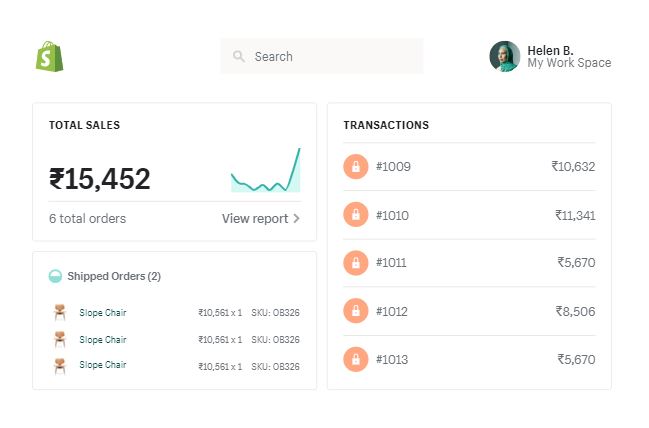 Search
Helen B.
My Work Space
TOTAL SALES
₹15,452
6 total orders View report
Shipped Orders (2)
Slope Chair ₹10,561 x 1 SKU: OB326
Slope Chair ₹10,561 x 1 SKU: OB326
Slope Chair ₹10,561 x 1 SKU: OB326
TRANSACTIONS
#1009 ₹10,632
#1010 ₹11,341
#1011 ₹5,670
#1012 ₹8,506
#1013 ₹5,670